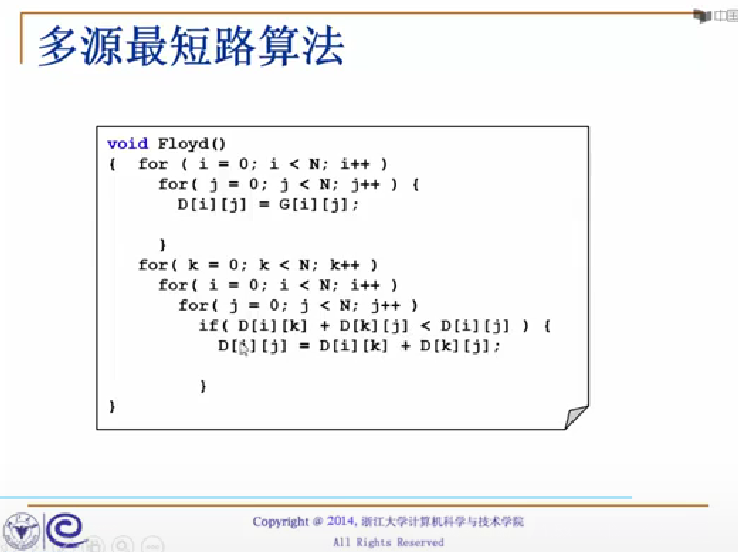 多源最短路算法
void Floyd()
{  for ( i = 0; i < N; i++ )
     for( j = 0; j < N; j++ ) {
       D[i][j] = G[i][j];
     }
   for( k = 0; k < N; k++ )
     for( i = 0; i < N; i++ )
       for( j = 0; j < N; j++ )
         if( D[i][k] + D[k][j] < D[i][j] ) {
           D[i][j] = D[i][k] + D[k][j];
         }
}
Copyright @ 2014, 浙江大学计算机科学与技术学院
All Rights Reserved